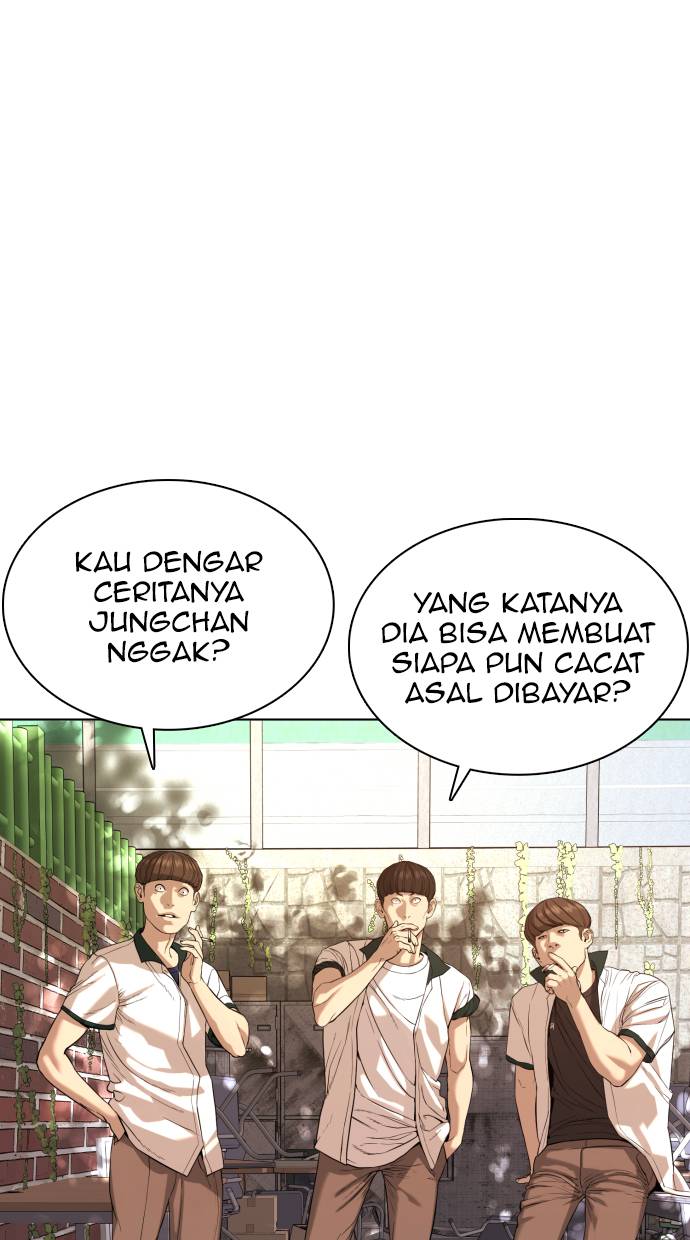 KAU DENGAR
CERITANYA
JUNGCHAN
NGGAK?
YANG KATANYA
DIA BISA MEMBUAT
SIAPA PUN CACAT
ASAL DIBAYAR?